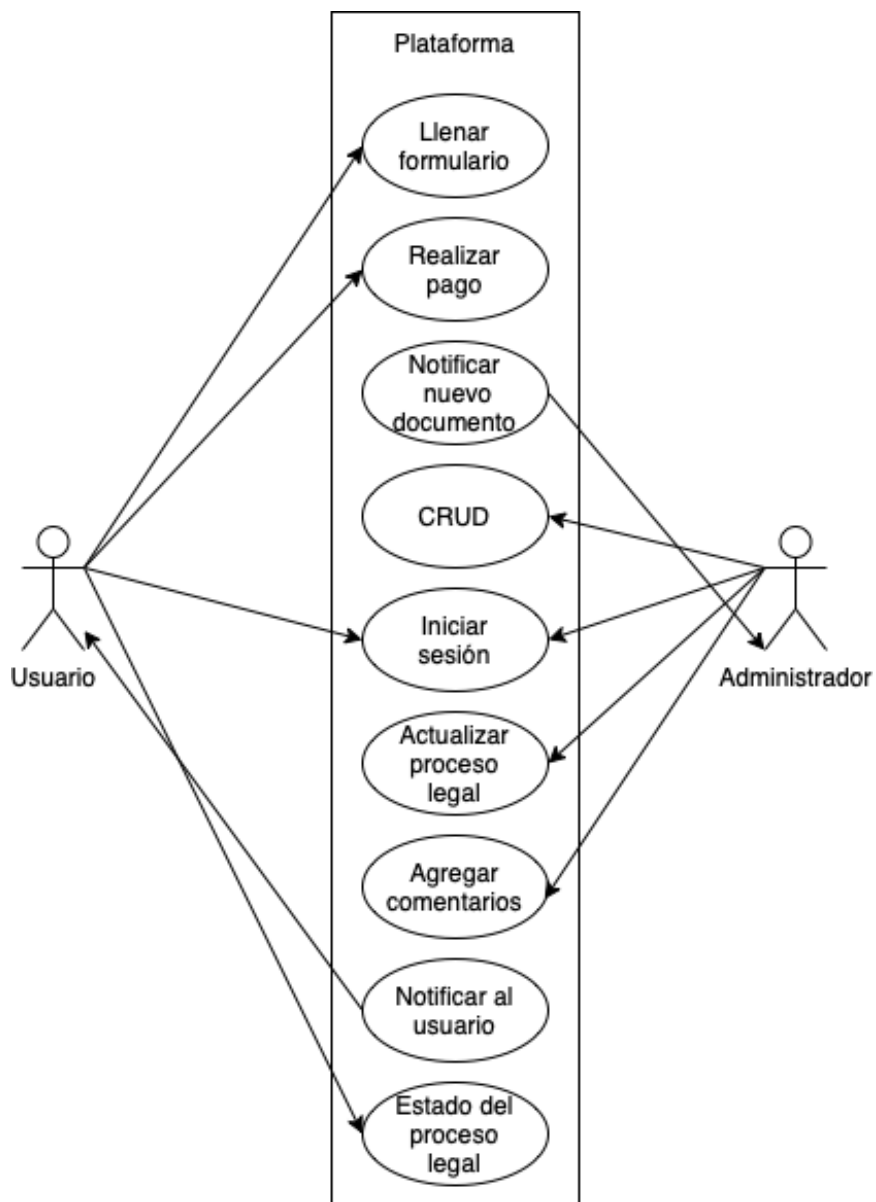 Plataforma
Llenar
formulario
Realizar
pago
Notificar
nuevo
documento
CRUD
Iniciar
sesión
Usuario
Administrador
Actualizar
proceso
legal
Agregar
comentarios
Notificar al
usuario
Estado del
proceso
legal